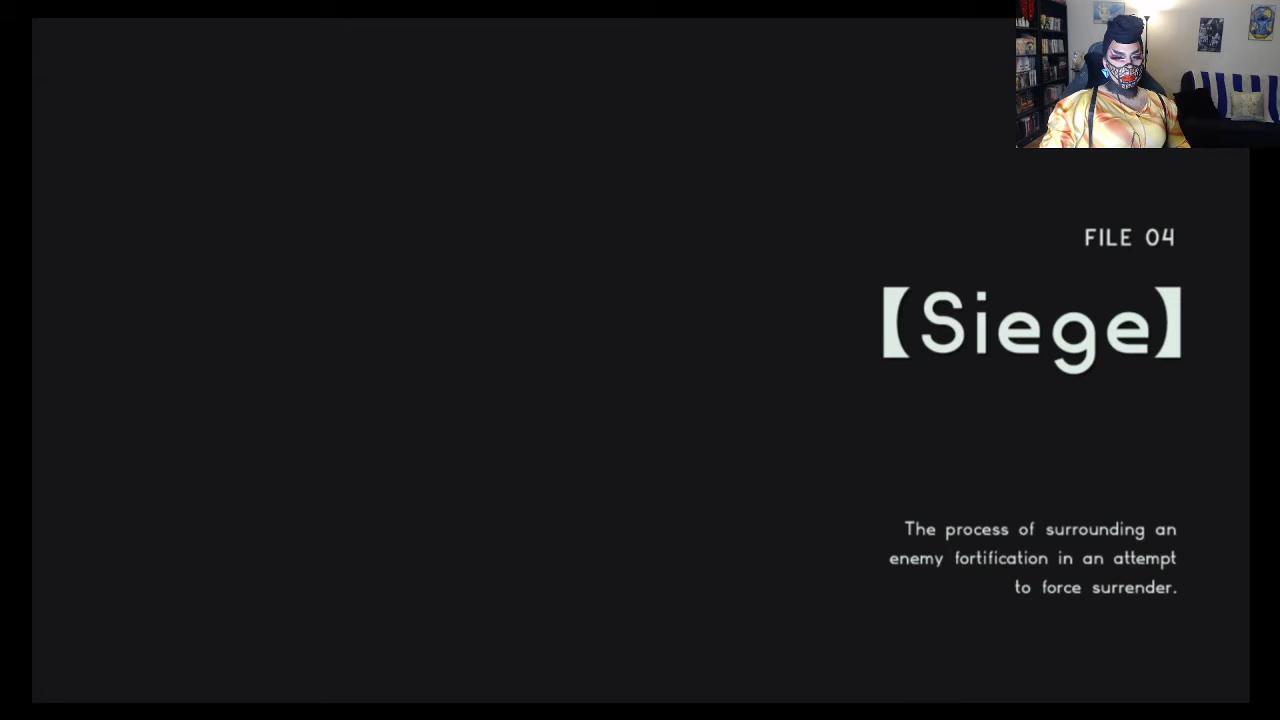 FILE 04
【Siege】
The process of surrounding an
enemy fortification in an attempt
to force surrender.